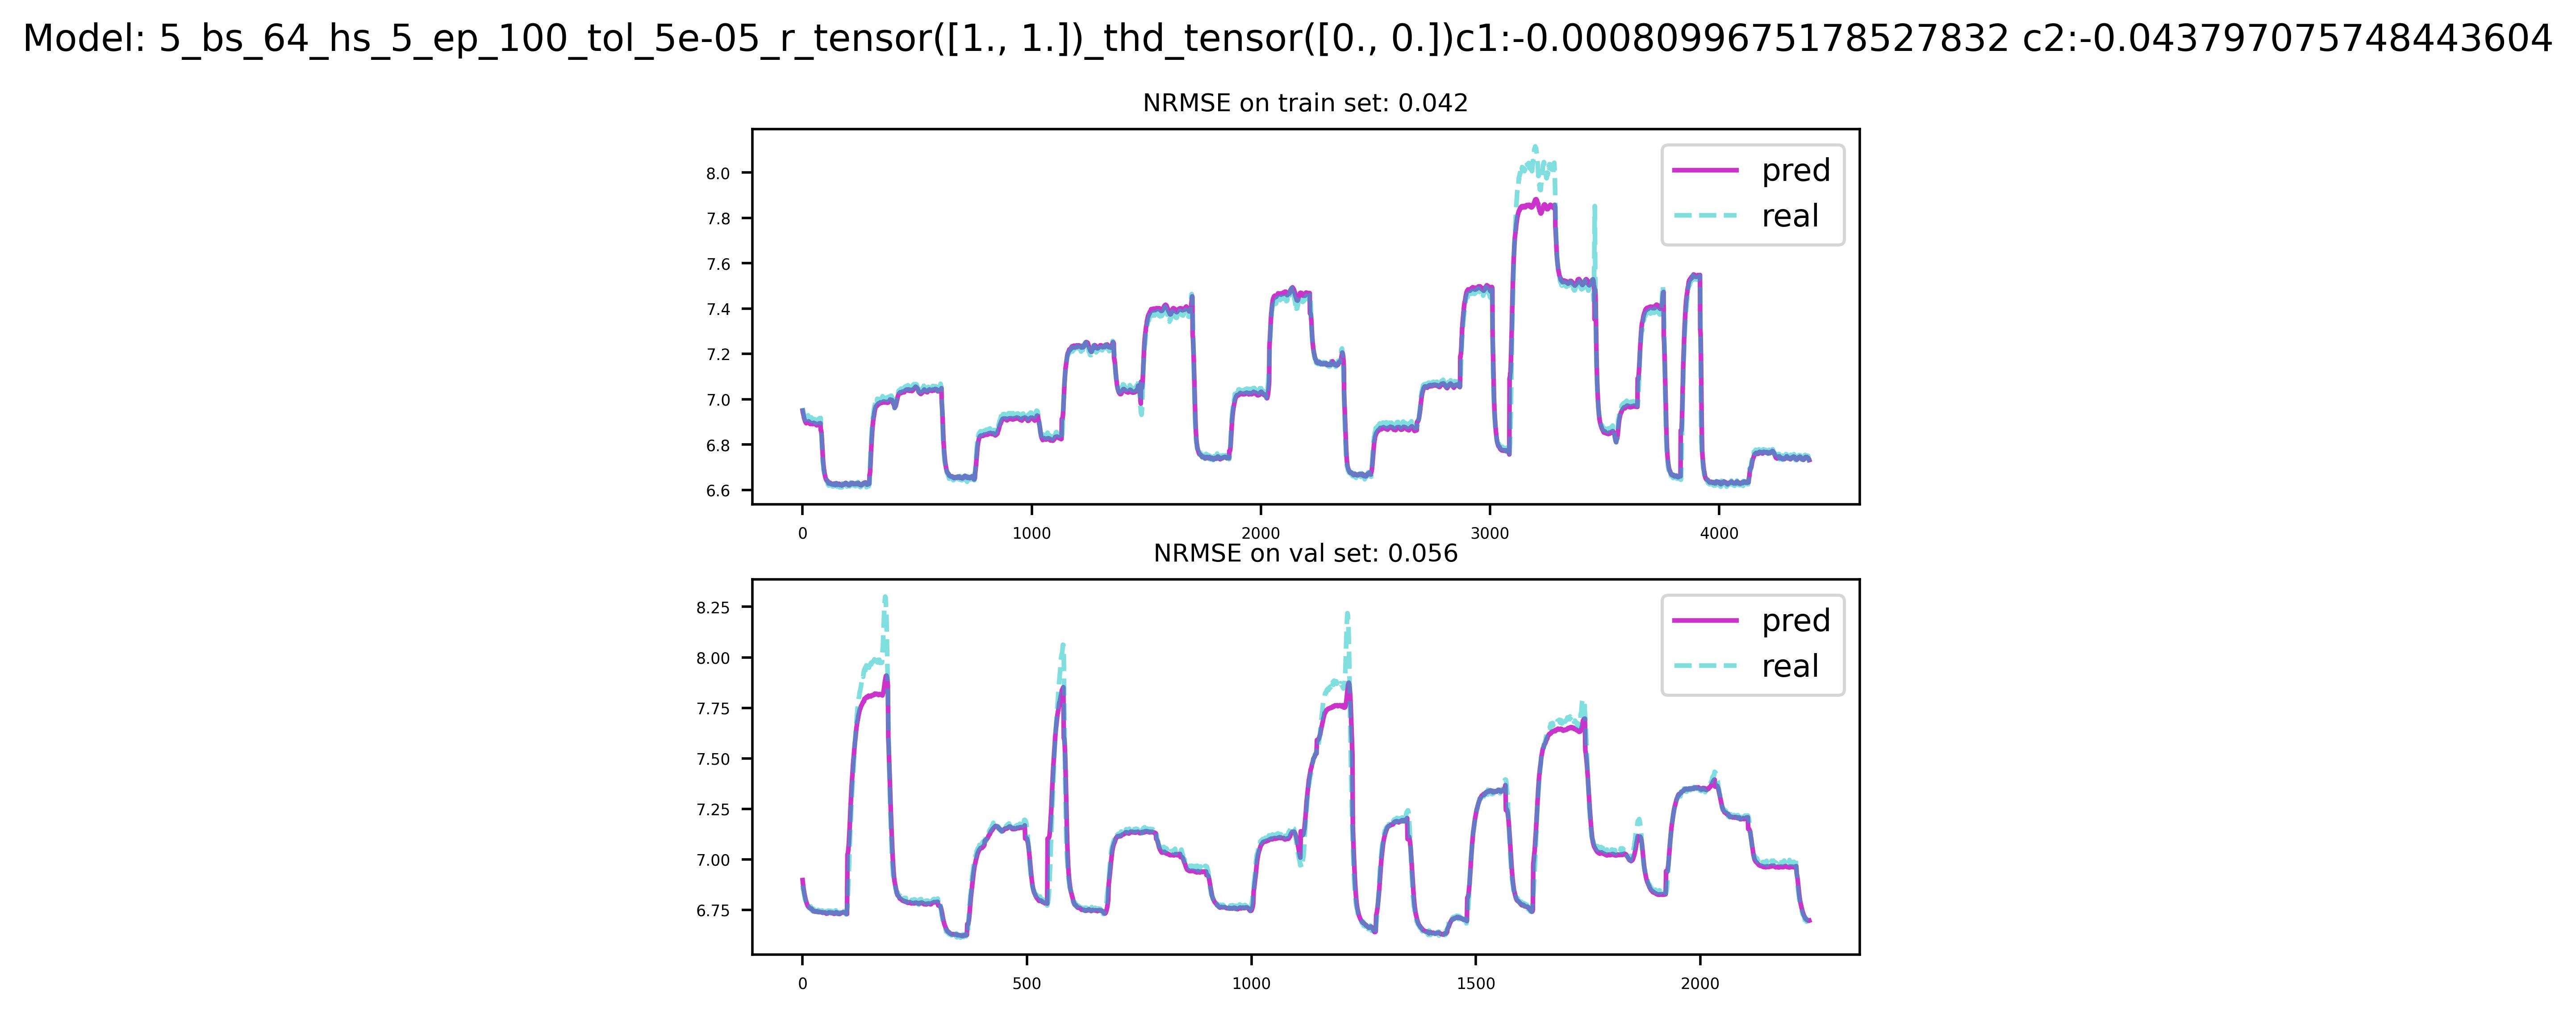 Model: 5_bs_64_hs_5_ep_100_tol_5e-05_r_tensor([1., 1.])_thd_tensor([0., 0.])c1:-0.0008099675178527832 c2:-0.043797075748443604
NRMSE on train set: 0.042
pred
real
8.0
7.8
7.6
7.4
7.2
7.0
6.8
6.6
0 1000 2000 3000 4000
NRMSE on val set: 0.056
pred
real
8.25
8.00
7.75
7.50
7.25
7.00
6.75
0 500 1000 1500 2000